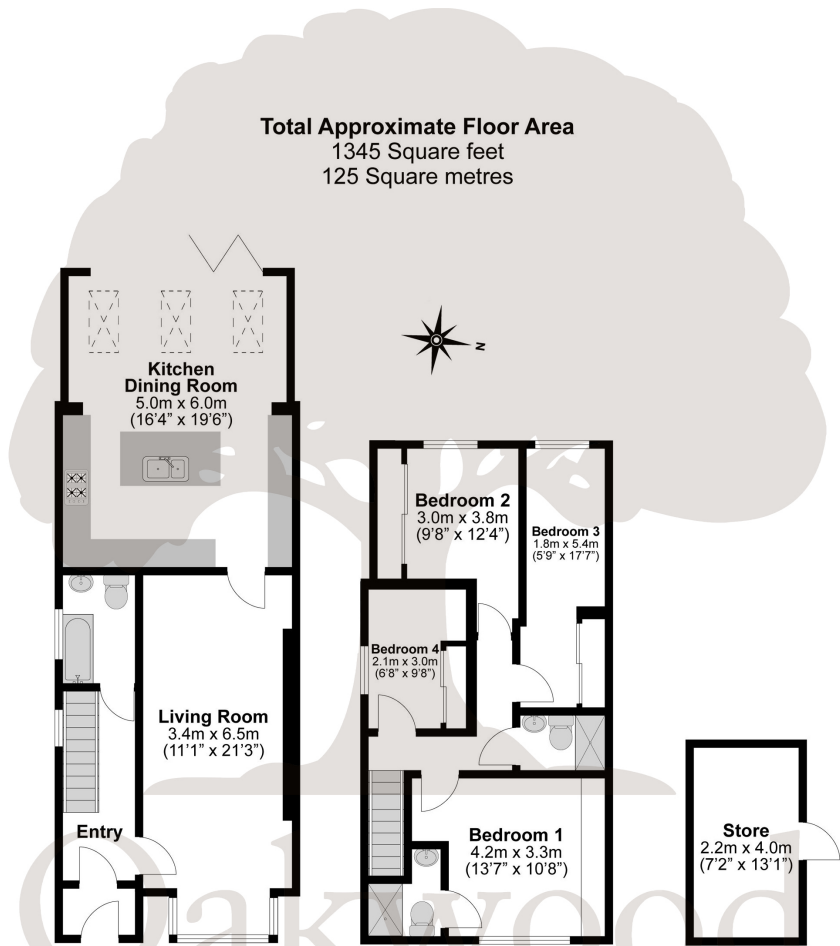 Total Approximate Floor Area
1345 Square feet
125 Square metres
N
Kitchen
Dining Room
5.0m x 6.0m
(16'4" x 19'6")
Living Room
3.4m x 6.5m
(11'1" x 21'3")
Entry
Bedroom 2
3.0m x 3.8m
(9'8" x 12'4")
Bedroom 3
1.8m x 5.4m
(5'9" x 17'7")
Bedroom 4
2.1m x 3.0m
(6'8" x 9'8")
Bedroom 1
4.2m x 3.3m
(13'7" x 10'8")
Store
2.2m x 4.0m
(7'2" x 13'1")
Oakwood